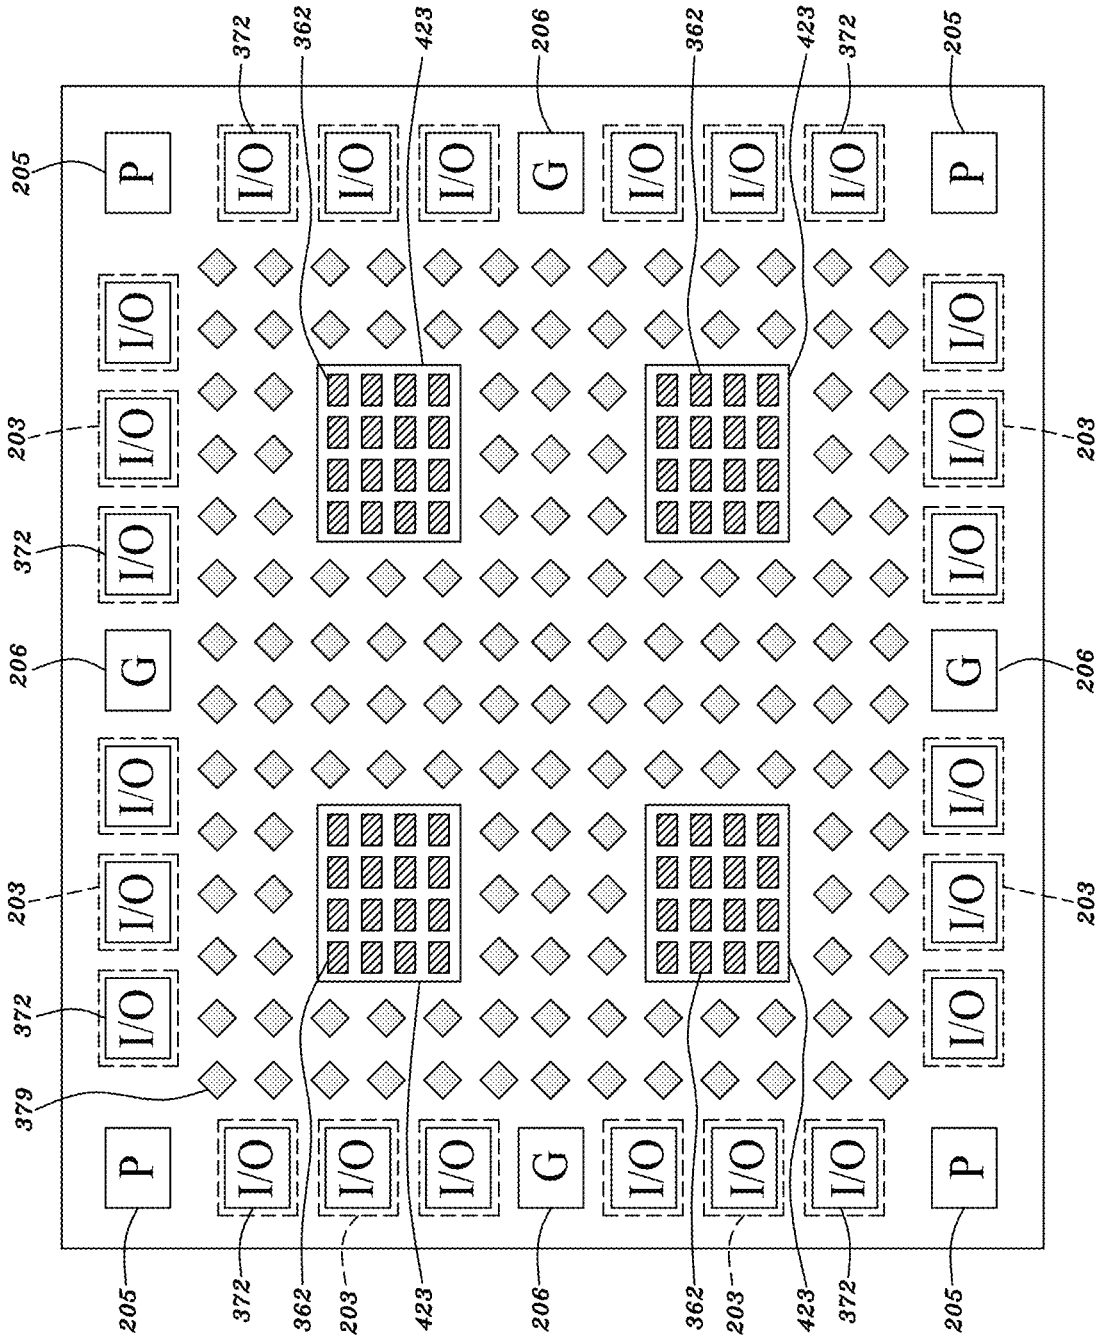 379 372 203 206 372 203 205
205 P I/O I/O I/O G I/O I/O I/O P
372 I/O I/O 372
362 362
203 I/O I/O
423 423
I/O I/O
206 G G 206
I/O I/O
362 362
203 I/O I/O
423 423
372 I/O I/O 372
205 P I/O I/O I/O G I/O I/O I/O P 205
203 206 203